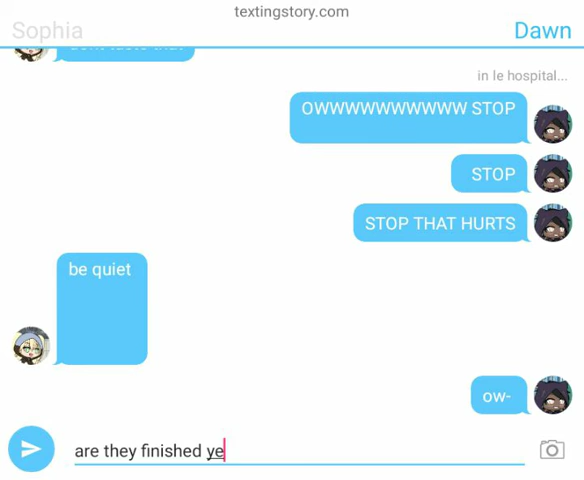 textingstory.com
Sophia
Dawn
in le hospital...
OWWWWWWWWWW STOP
STOP
STOP THAT HURTS
be quiet
ow-
are they finished ye